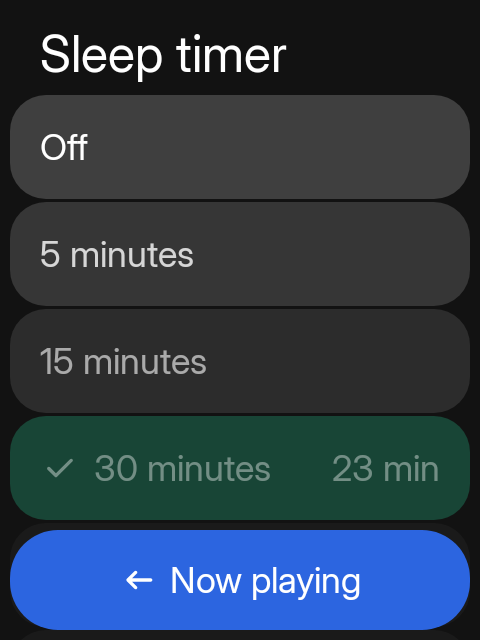 Sleep timer
Off
5 minutes
15 minutes
30 minutes 23 min
Now playing